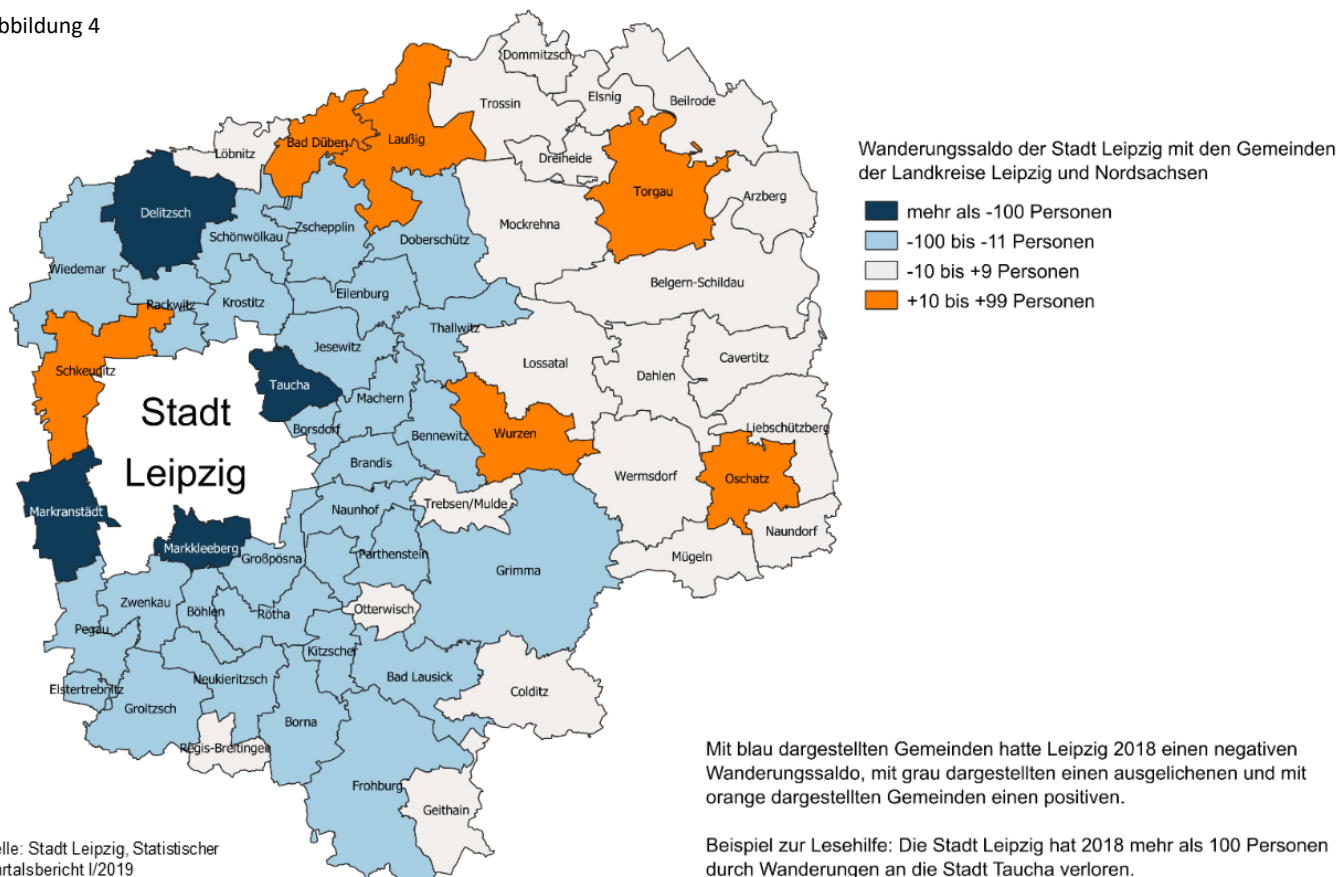 bbildung 4
Dommitzsch
Elsnig
Beilrode
Trossin
Bad Düben
Laußig
Löbnitz
Dreiheide
Torgau
Arzberg
Delitzsch
Mockrehna
Zschepplin
Schönwölkau
Doberschütz
Wiedemar
Belgern-Schildau
Eilenburg
Krostitz
Rackwitz
Thallwitz
Jesewitz
Cavertitz
Lossatal
Dahlen
Schkeuditz
Taucha
Machern
Stadt
Leipzig
Borsdorf
Bennewitz
Wurzen
Liebschützberg
Brandis
Wermsdorf
Oschatz
Trebsen/Mulde
Markranstädt
Naunhof
Naundorf
Markkleeberg
Großpösna
Parthenstein
Mügeln
Grimma
Zwenkau
Böhlen
Rötha
Otterwisch
Pegau
Kitzscher
Bad Lausick
Elstertrebnitz
Neukieritzsch
Colditz
Groitzsch
Borna
Regis-Breitingen
Frohburg
Geithain
Wanderungssaldo der Stadt Leipzig mit den Gemeinden
der Landkreise Leipzig und Nordsachsen
mehr als -100 Personen
-100 bis -11 Personen
-10 bis +9 Personen
+10 bis +99 Personen
Mit blau dargestellten Gemeinden hatte Leipzig 2018 einen negativen
Wanderungssaldo, mit grau dargestellten einen ausgelichenen und mit
orange dargestellten Gemeinden einen positiven.
Beispiel zur Lesehilfe: Die Stadt Leipzig hat 2018 mehr als 100 Personen
durch Wanderungen an die Stadt Taucha verloren.
elle: Stadt Leipzig, Statistischer
artalsbericht I/2019